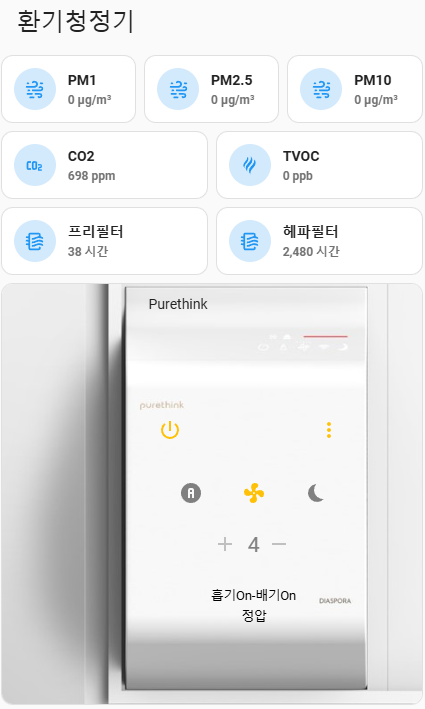 환기청정기
PM1
0 µg/m³
PM2.5
0 µg/m³
PM10
0 µg/m³
CO2
CO2
698 ppm
TVOC
0 ppb
프리필터
38 시간
헤파필터
2,480 시간
Purethink
purethink
A
4
흡기On-배기On
DIASPORA
정압